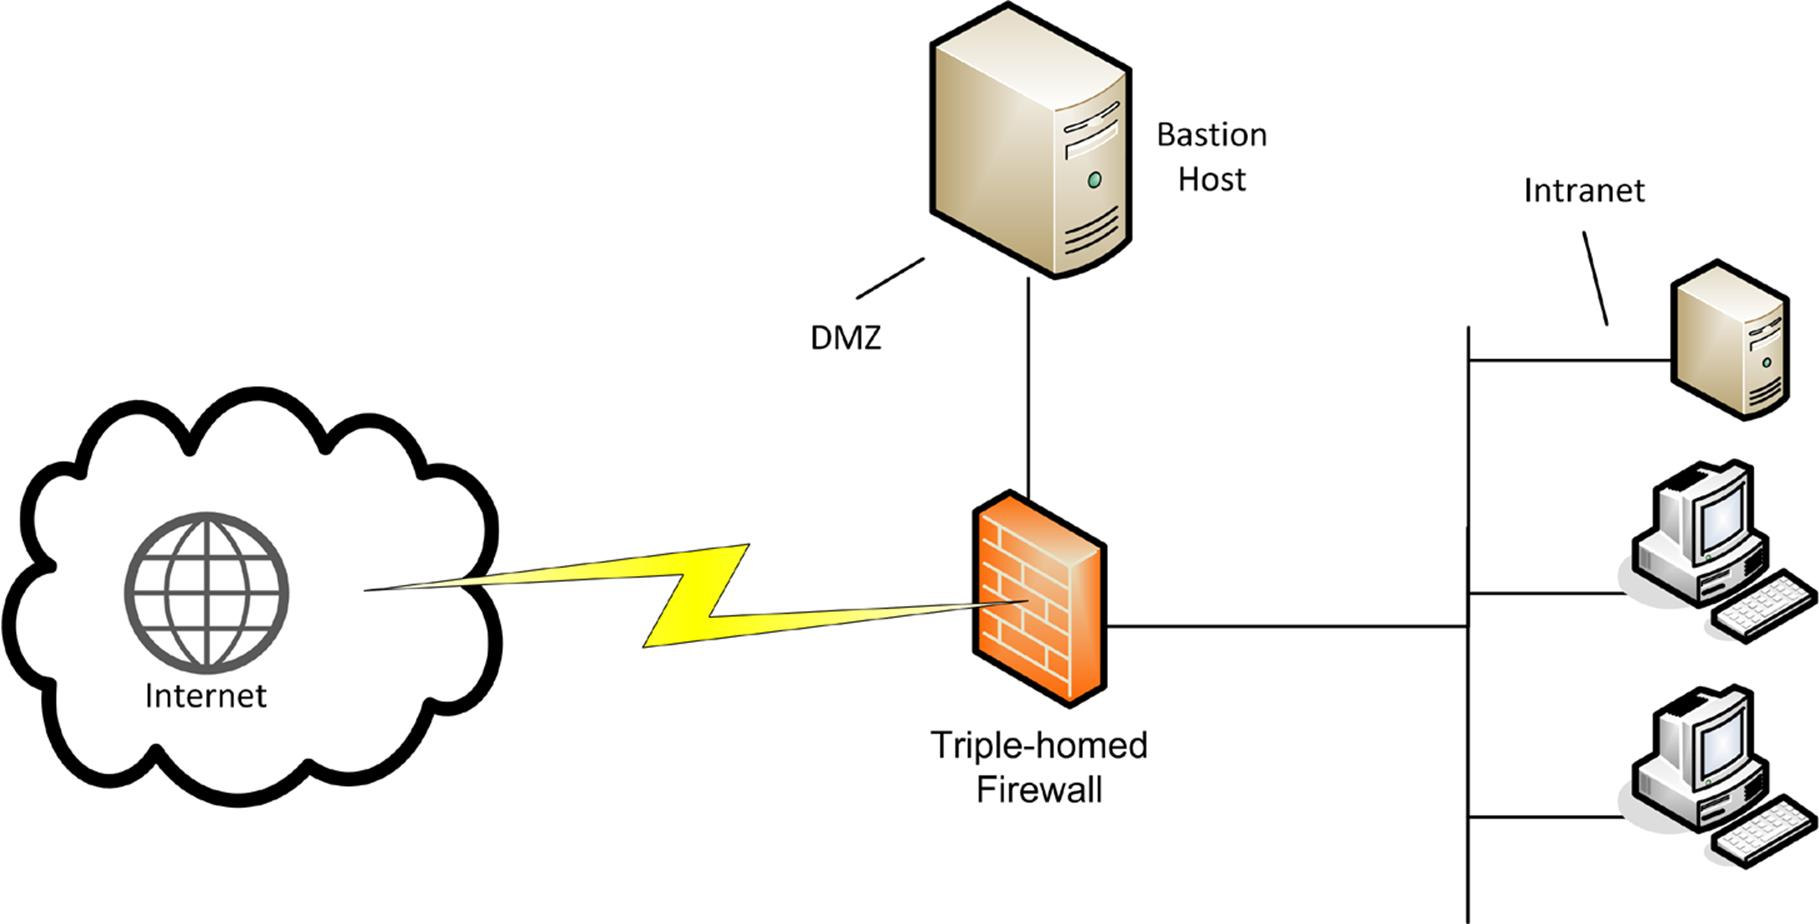 Bastion
Host
Intranet
DMZ
Internet
Triple-homed
Firewall